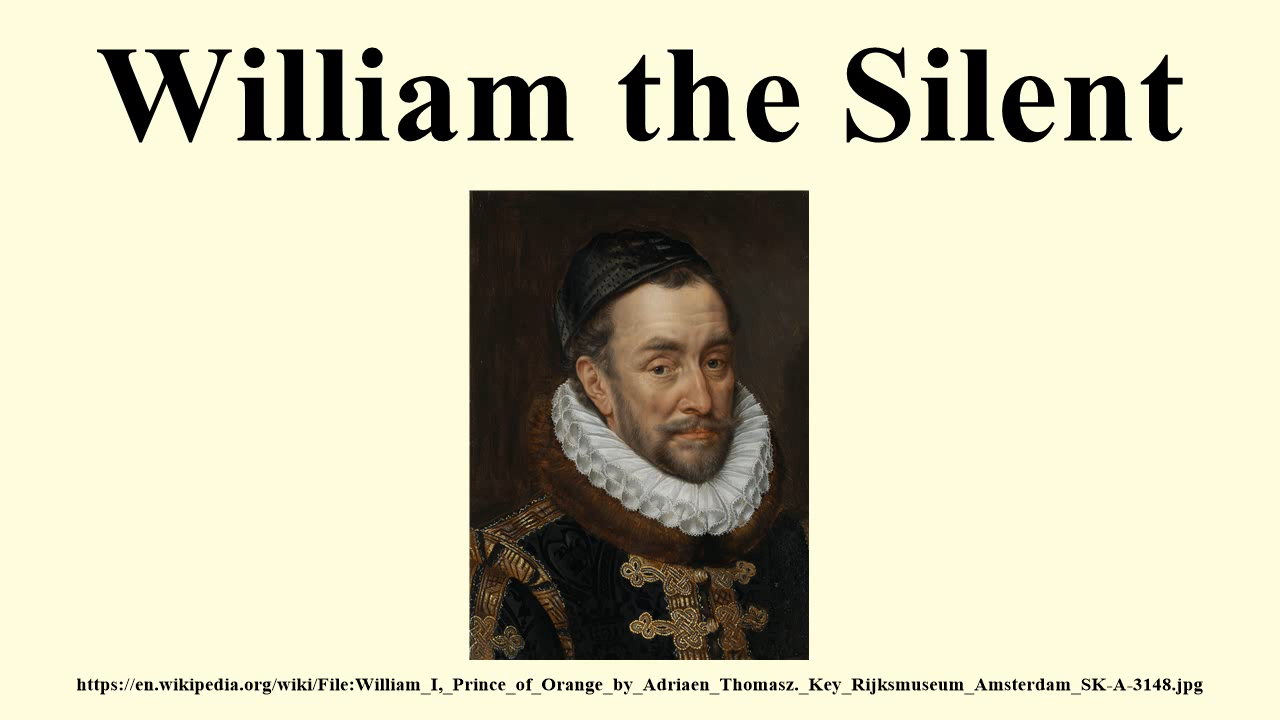 William the Silent
https://en.wikipedia.org/wiki/File:William_I,_Prince_of_Orange_by_Adriaen_Thomasz._Key_Rijksmuseum_Amsterdam_SK-A-3148.jpg